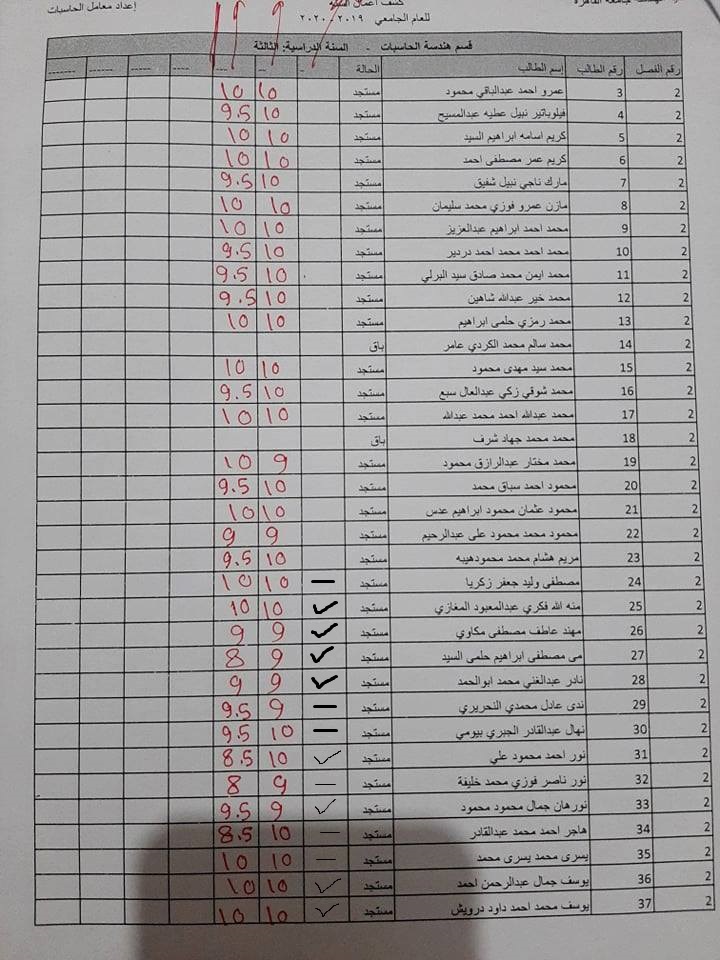 إعداد معامل الحاسبات
كشف أعمال السنة
للعام الجامعي ٢٠١٩ - ٢٠٢٠
جامعة القاهرة
قسم هندسة الحاسبات - السنة الدراسية: الثالثة
رقم الفصل رقم الطالب إسم الطالب الحالة
2 3 عمرو احمد عبدالباقي محمود مستجد 10 10
2 4 فيلوباتير نبيل عطيه عبدالمسيح مستجد 10 9.5
2 5 كريم اسامه ابراهيم السيد مستجد 10 10
2 6 كريم عمر مصطفى احمد مستجد 10 10
2 7 مارك ناجي نبيل شفيق مستجد 10 9.5
2 8 مازن عمرو فوزي محمد سليمان مستجد 10 10
2 9 محمد احمد ابراهيم عبدالعزيز مستجد 10 10
2 10 محمد احمد محمد احمد دردير مستجد 10 9.5
2 11 محمد ايمن محمد صادق سيد البرلي مستجد 10 9.5
2 12 محمد خير عبدالله شاهين مستجد 10 9.5
2 13 محمد رمزي حلمى ابراهيم مستجد 10 10
2 14 محمد سالم محمد الكردي عامر باق
2 15 محمد سيد مهدى محمود مستجد 10 10
2 16 محمد شوقي زكي عبدالعال سبع مستجد 10 9.5
2 17 محمد عبدالله احمد محمد عبدالله مستجد 10 10
2 18 محمد محمد جهاد شرف باق
2 19 محمد مختار عبدالرازق محمود مستجد 9 10
2 20 محمود احمد سباق محمد مستجد 10 9.5
2 21 محمود عثمان محمود ابراهيم عدس مستجد 10 10
2 22 محمود محمد محمود على عبدالرحيم مستجد 9 9
2 23 مريم هشام محمد محمودهيبه مستجد 10 9.5
2 24 مصطفى وليد جعفر زكريا مستجد — 10 10
2 25 منه الله فكري عبدالمعبود المغازي مستجد ✓ 10 10
2 26 مهند عاطف مصطفى مكاوي مستجد ✓ 9 9
2 27 مى مصطفى ابراهيم حلمى السيد مستجد ✓ 9 8
2 28 نادر عبدالغني محمد ابوالحمد مستجد ✓ 9 9
2 29 ندى عادل محمدي النحريري مستجد — 9 9.5
2 30 نهال عبدالقادر الجبري بيومي مستجد — 10 9.5
2 31 نور احمد محمود علي مستجد ✓ 10 8.5
2 32 نور ناصر فوزي محمد خليفة مستجد — 9 8
2 33 نورهان جمال محمود محمود مستجد ✓ 9 9.5
2 34 هاجر احمد محمد عبدالقادر مستجد — 10 8.5
2 35 يسرى محمد يسرى محمد مستجد — 10 10
2 36 يوسف جمال عبدالرحمن احمد مستجد ✓ 10 10
2 37 يوسف محمد احمد داود درويش مستجد ✓ 10 10